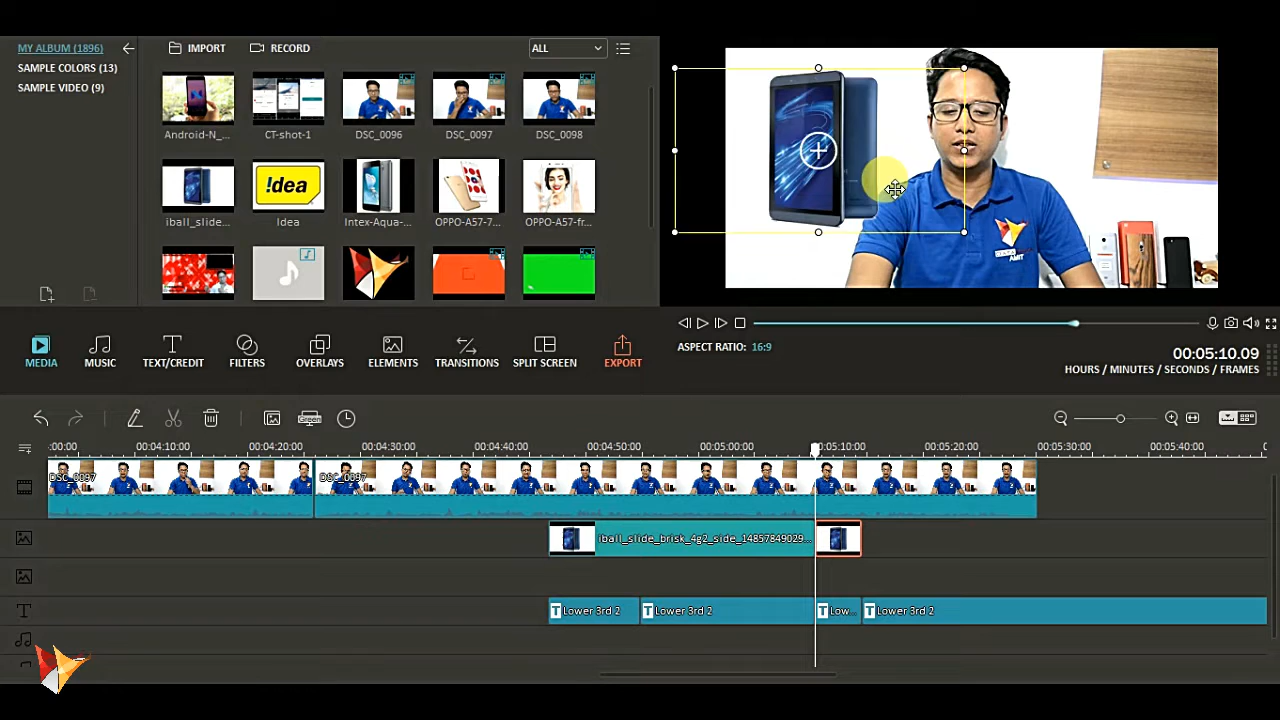 MY ALBUM (1896)
IMPORT
RECORD
ALL
SAMPLE COLORS (13)
SAMPLE VIDEO (9)
Android-N_...
CT-shot-1
DSC_0096
DSC_0097
DSC_0098
!dea
iball_slide...
Idea
Intex-Aqua-...
OPPO-A57-7...
OPPO-A57-fr...
MEDIA
MUSIC
TEXT/CREDIT
FILTERS
OVERLAYS
ELEMENTS
TRANSITIONS
SPLIT SCREEN
EXPORT
ASPECT RATIO: 16:9
00:05:10.09
HOURS / MINUTES / SECONDS / FRAMES
Green
:00:00
00:04:10:00
00:04:20:00
00:04:30:00
00:04:40:00
00:04:50:00
00:05:00:00
00:05:10:00
00:05:20:00
00:05:30:00
00:05:40:00
DSC_0097
DSC_0097
iball_slide_brisk_4g2_side_14857849029...
T Lower 3rd 2
T Lower 3rd 2
T Low...
T Lower 3rd 2